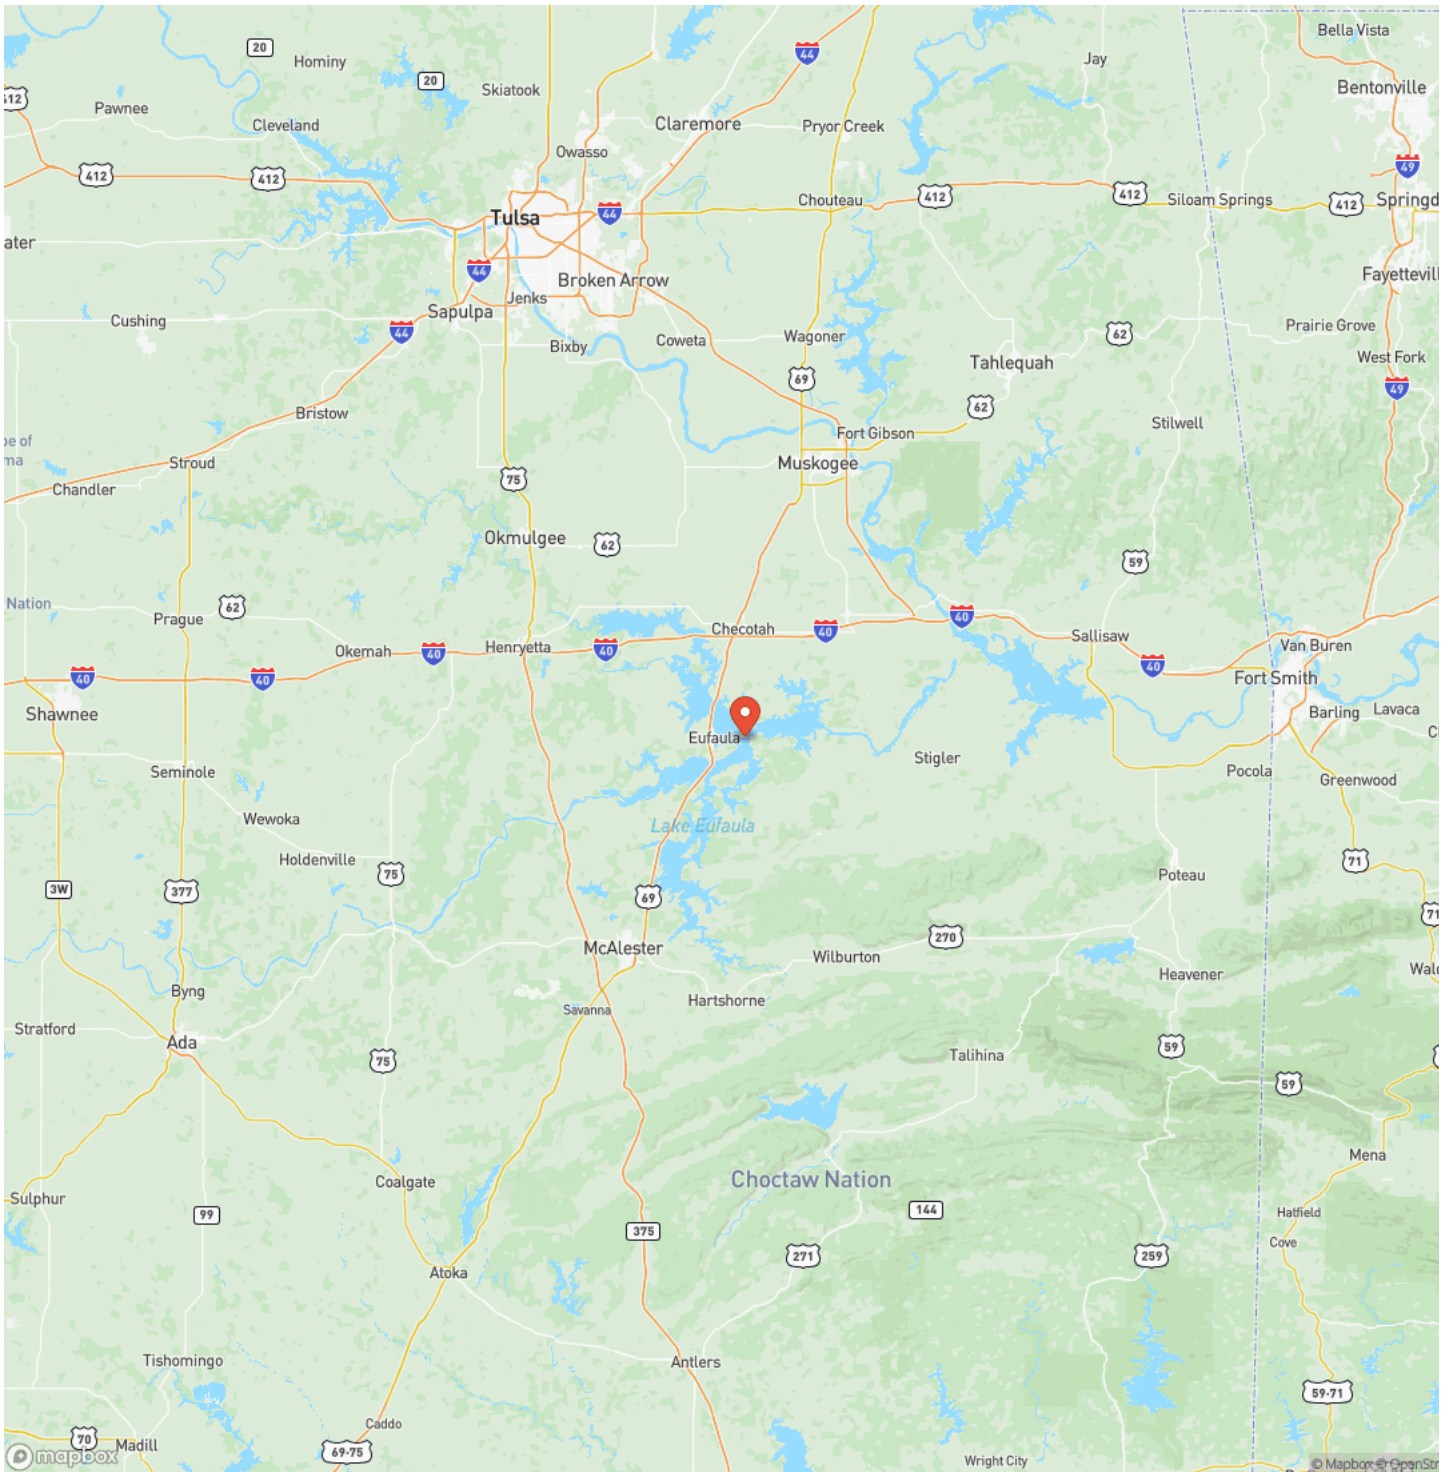 Bella Vista
20
Hominy
44
Jay
20
Skiatook
Bentonville
412
Pawnee
Claremore
Pryor Creek
Cleveland
Owasso
49
412
412
412
412
Chouteau
Siloam Springs
412
Springd
Tulsa
44
ater
44
Broken Arrow
Fayettevill
Jenks
Sapulpa
Cushing
44
Prairie Grove
62
Bixby
Coweta
Wagoner
West Fork
Tahlequah
69
49
62
Bristow
Stilwell
Fort Gibson
Stroud
Muskogee
Chandler
75
Okmulgee
62
59
Nation
62
Prague
40
Checotah
40
Sallisaw
Van Buren
Henryetta
40
Okemah
40
40
Fort Smith
40
40
Shawnee
Barling
Lavaca
Eufaula
Stigler
Seminole
Pocola
Greenwood
Wewoka
Lake Eufaula
Holdenville
71
75
Poteau
3W
377
69
71
270
McAlester
Wilburton
Heavener
Byng
Hartshorne
Savanna
Stratford
Ada
59
Talihina
75
59
Mena
Choctaw Nation
Coalgate
Sulphur
99
144
Hatfield
375
Cove
271
259
Atoka
Tishomingo
Antlers
59-71
Caddo
70
Madill
69-75
mapbox
Wright City
© Mapbox © OpenStr